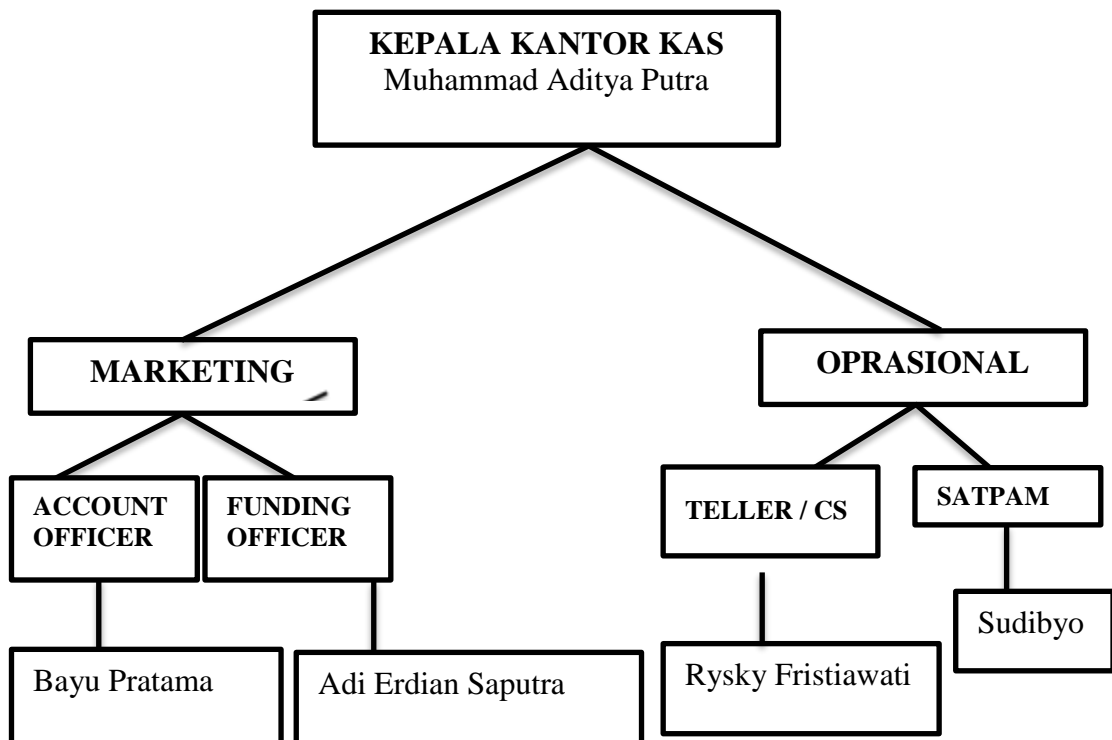 KEPALA KANTOR KAS
Muhammad Aditya Putra
MARKETING
OPRASIONAL
ACCOUNT
OFFICER
FUNDING
OFFICER
TELLER / CS
SATPAM
Bayu Pratama
Adi Erdian Saputra
Rysky Fristiawati
Sudibyo